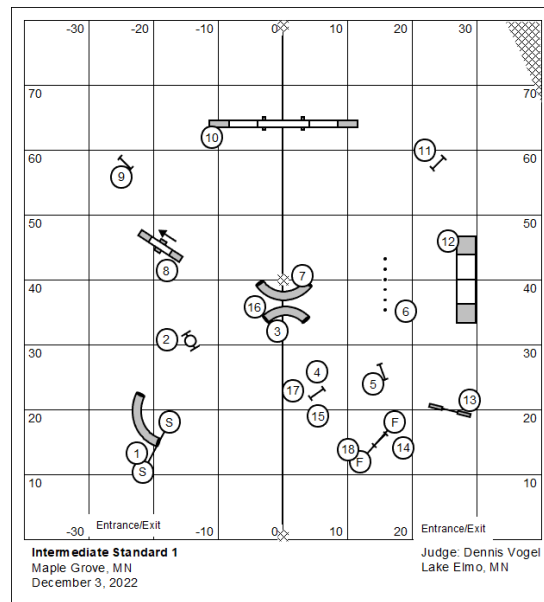 -30 -20 -10 0 10 20 30
70 70
10
60 11 60
9
50 50
12
8
7
40 40
16
6
3
30 2 30
4
5
17
13
20 15 20
S F
1 18 14
S F
10 10
Entrance/Exit Entrance/Exit
-30 -20 -10 0 10 20 30
Intermediate Standard 1 Judge: Dennis Vogel
Maple Grove, MN Lake Elmo, MN
December 3, 2022